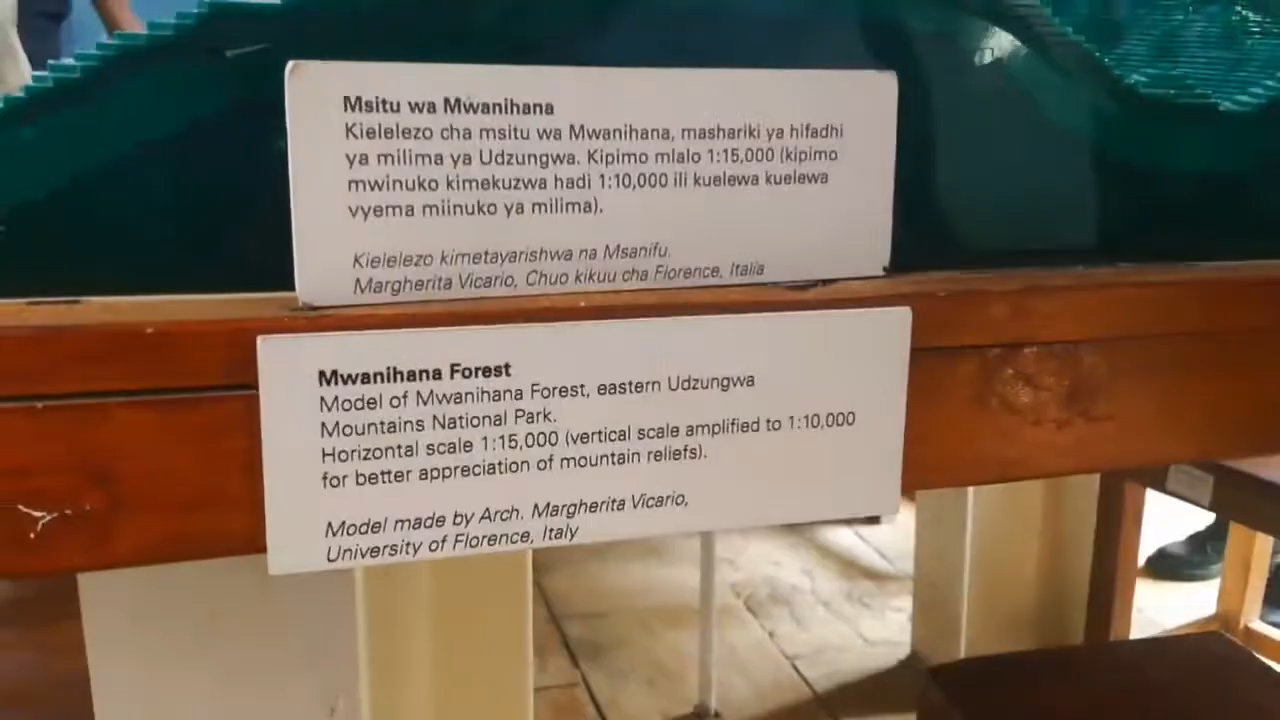 Msitu wa Mwanihana
Kielelezo cha msitu wa Mwanihana, mashariki ya hifadhi
ya milima ya Udzungwa. Kipimo mlalo 1:15,000 (kipimo
mwinuko kimekuzwa hadi 1:10,000 ili kuelewa kuelewa
vyema miinuko ya milima).
Kielelezo kimetayarishwa na Msanifu,
Margherita Vicario, Chuo kikuu cha Florence, Italia
Mwanihana Forest
Model of Mwanihana Forest, eastern Udzungwa
Mountains National Park.
Horizontal scale 1:15,000 (vertical scale amplified to 1:10,000
for better appreciation of mountain reliefs).
Model made by Arch. Margherita Vicario,
University of Florence, Italy